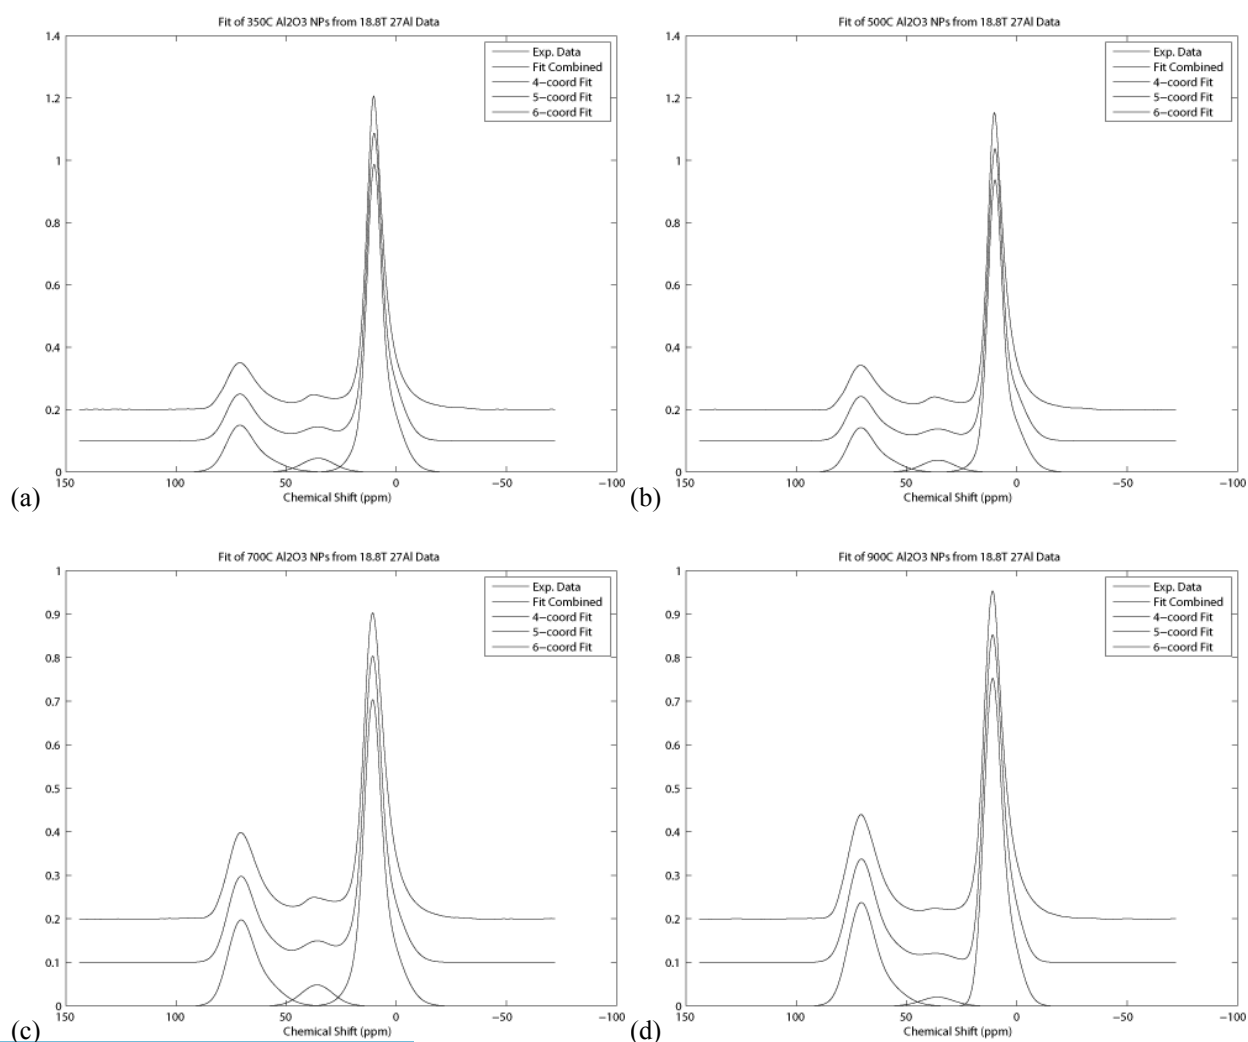 Fit of 350C Al2O3 NPs from 18.8T 27Al Data
1.4
1.2
1
0.8
0.6
0.4
0.2
0
150
100
50
0
−50
−100
Chemical Shift (ppm)
Exp. Data
Fit Combined
4−coord Fit
5−coord Fit
6−coord Fit
(a)
Fit of 500C Al2O3 NPs from 18.8T 27Al Data
1.4
1.2
1
0.8
0.6
0.4
0.2
0
150
100
50
0
−50
−100
Chemical Shift (ppm)
Exp. Data
Fit Combined
4−coord Fit
5−coord Fit
6−coord Fit
(b)
Fit of 700C Al2O3 NPs from 18.8T 27Al Data
1
0.9
0.8
0.7
0.6
0.5
0.4
0.3
0.2
0.1
0
150
100
50
0
−50
−100
Chemical Shift (ppm)
Exp. Data
Fit Combined
4−coord Fit
5−coord Fit
6−coord Fit
(c)
Fit of 900C Al2O3 NPs from 18.8T 27Al Data
1
0.9
0.8
0.7
0.6
0.5
0.4
0.3
0.2
0.1
0
150
100
50
0
−50
−100
Chemical Shift (ppm)
Exp. Data
Fit Combined
4−coord Fit
5−coord Fit
6−coord Fit
(d)